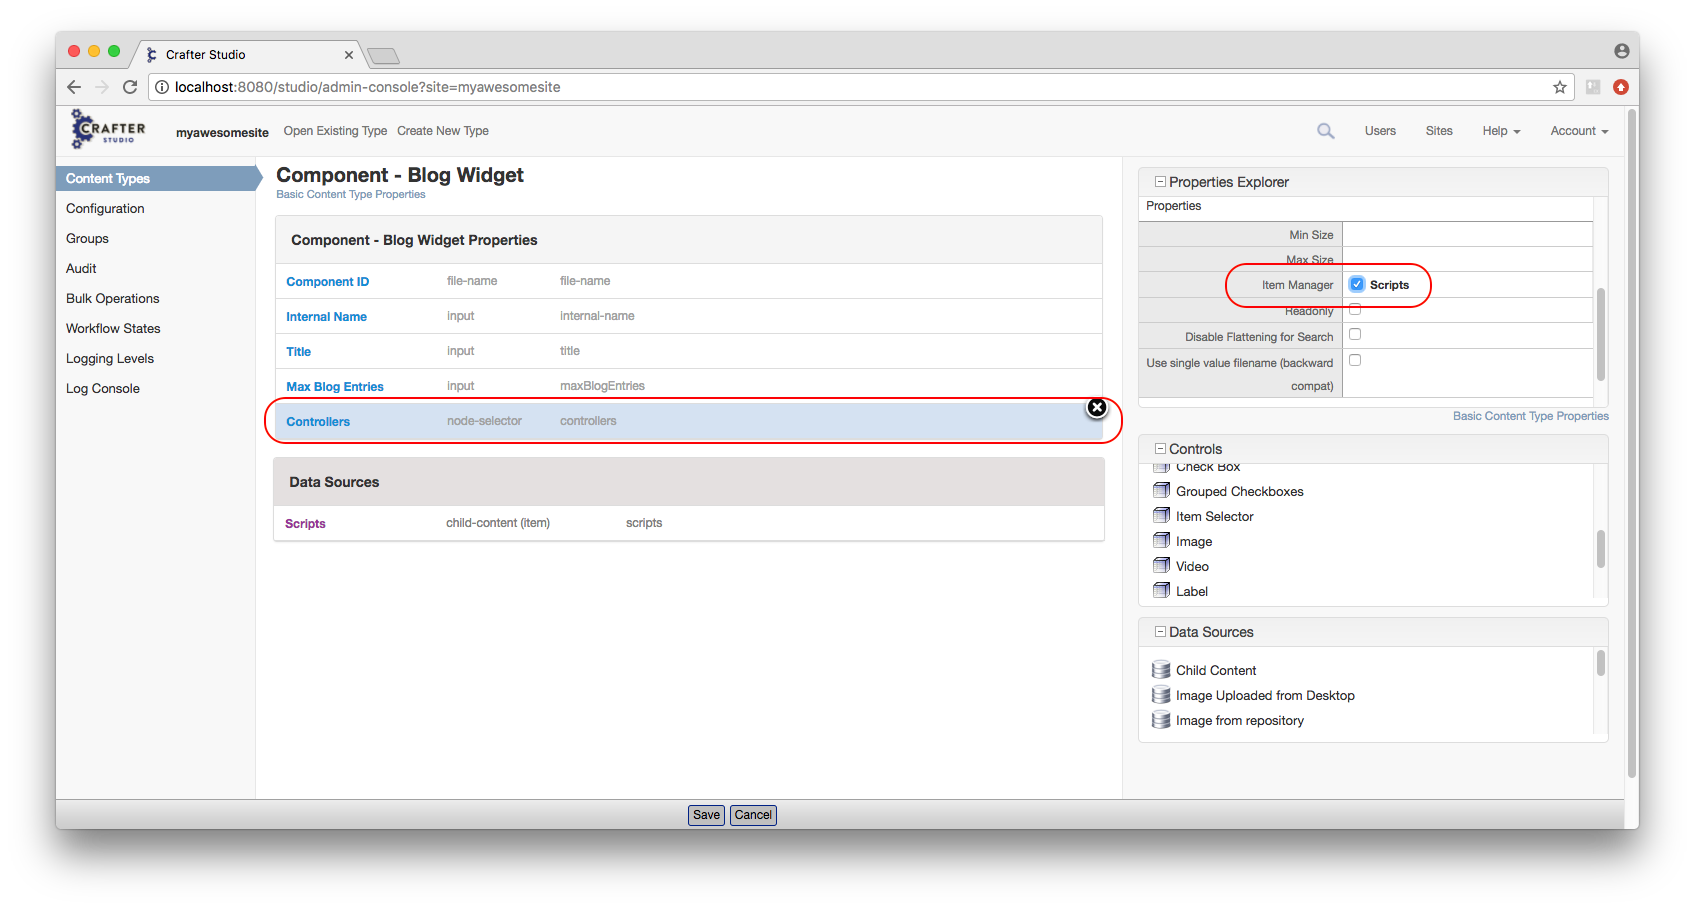 Crafter Studio
localhost:8080/studio/admin-console?site=myawesomesite
CRAFTER
STUDIO
myawesomesite Open Existing Type Create New Type
Users Sites Help Account
Content Types
Configuration
Groups
Audit
Bulk Operations
Workflow States
Logging Levels
Log Console
Component - Blog Widget
Basic Content Type Properties
Component - Blog Widget Properties
Component ID file-name file-name
Internal Name input internal-name
Title input title
Max Blog Entries input maxBlogEntries
Controllers node-selector controllers
Data Sources
Scripts child-content (item) scripts
Properties Explorer
Properties
Min Size
Max Size
Item Manager Scripts
Readonly
Disable Flattening for Search
Use single value filename (backward
compat)
Basic Content Type Properties
Controls
Check Box
Grouped Checkboxes
Item Selector
Image
Video
Label
Data Sources
Child Content
Image Uploaded from Desktop
Image from repository
Save Cancel